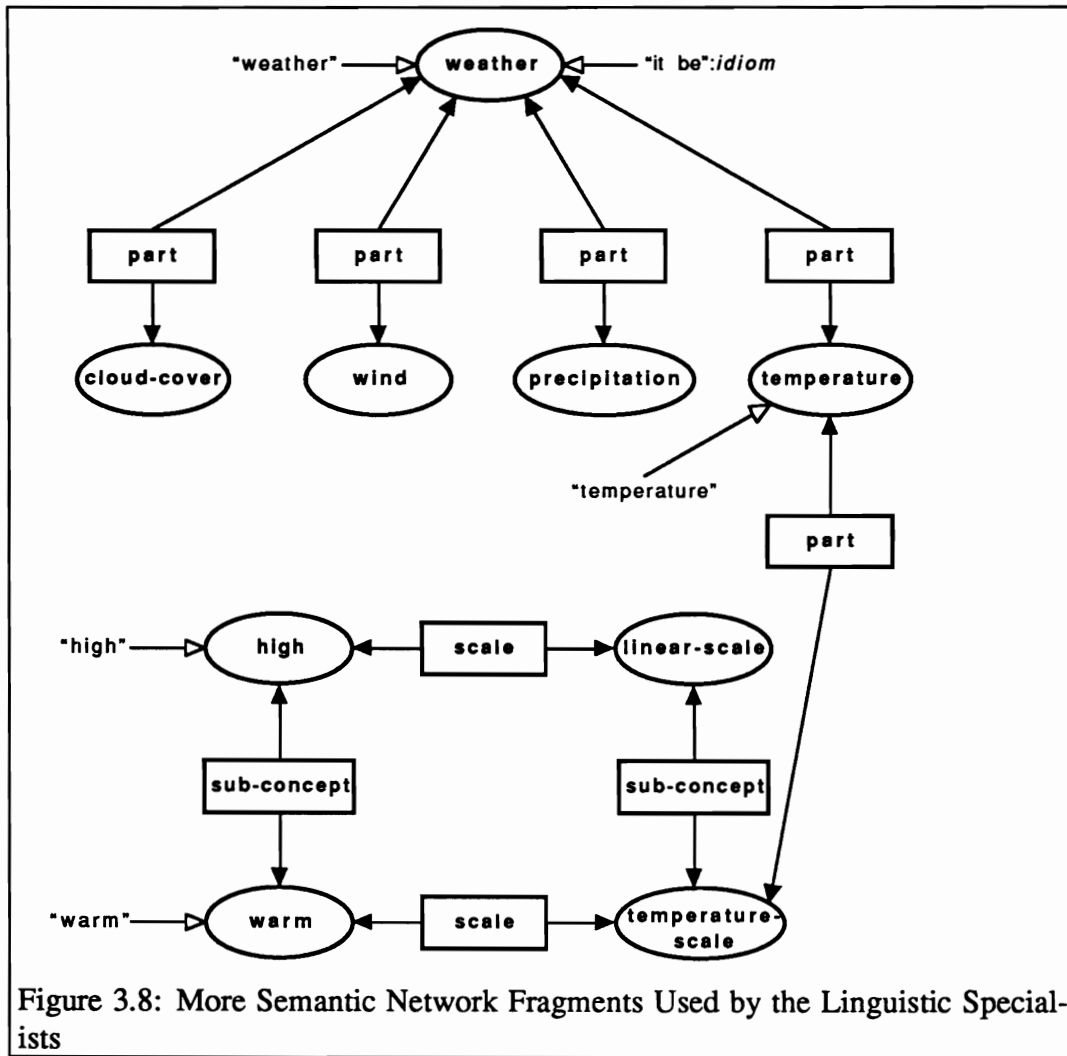 "weather" weather "it be":idiom
part part part part
cloud-cover wind precipitation temperature
"temperature"
part
"high" high scale linear-scale
sub-concept sub-concept
"warm" warm scale temperature-
scale
Figure 3.8: More Semantic Network Fragments Used by the Linguistic Special-
ists